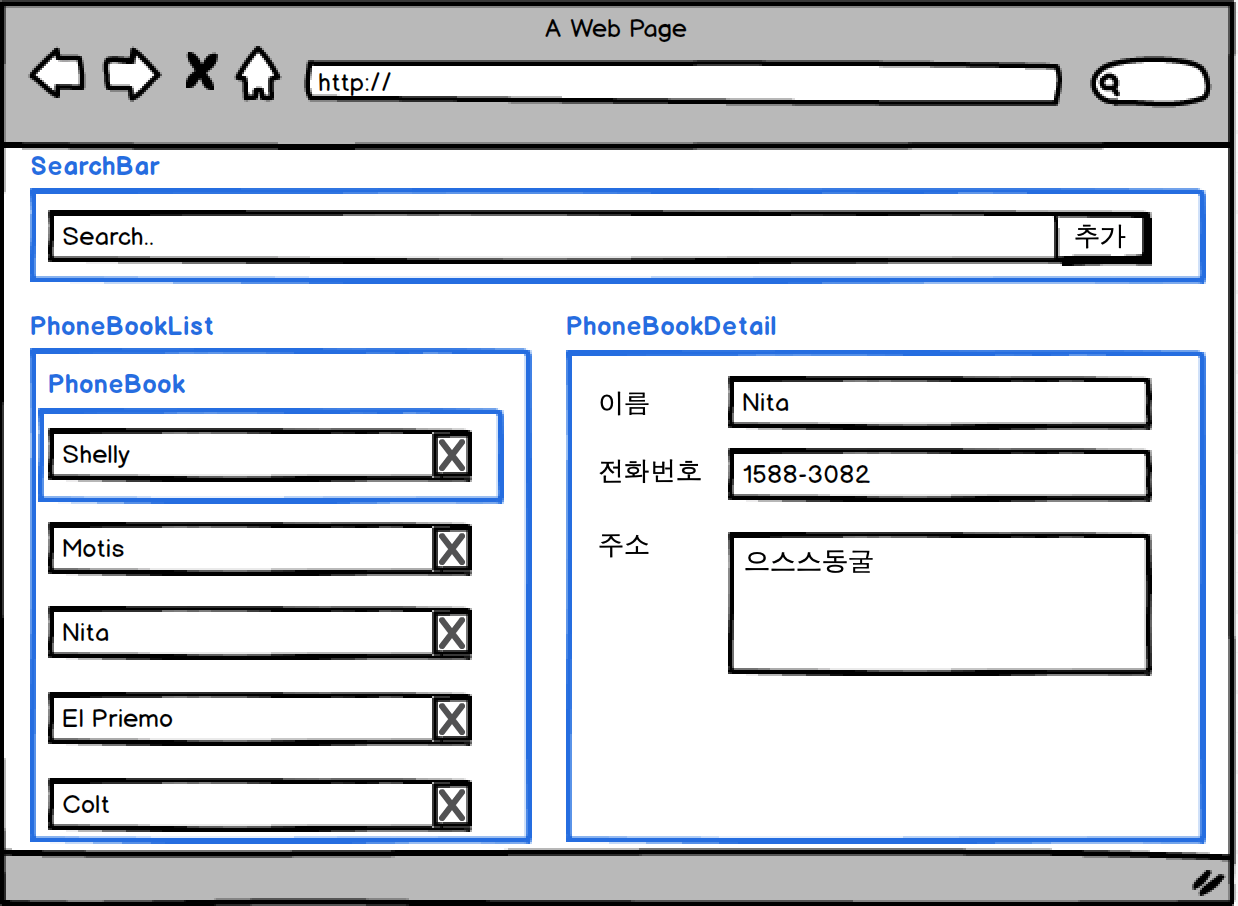 A Web Page
http://
SearchBar
Search..
추가
PhoneBookList
PhoneBook
Shelly
Motis
Nita
El Priemo
Colt
PhoneBookDetail
이름
Nita
전화번호
1588-3082
주소
으스스동굴